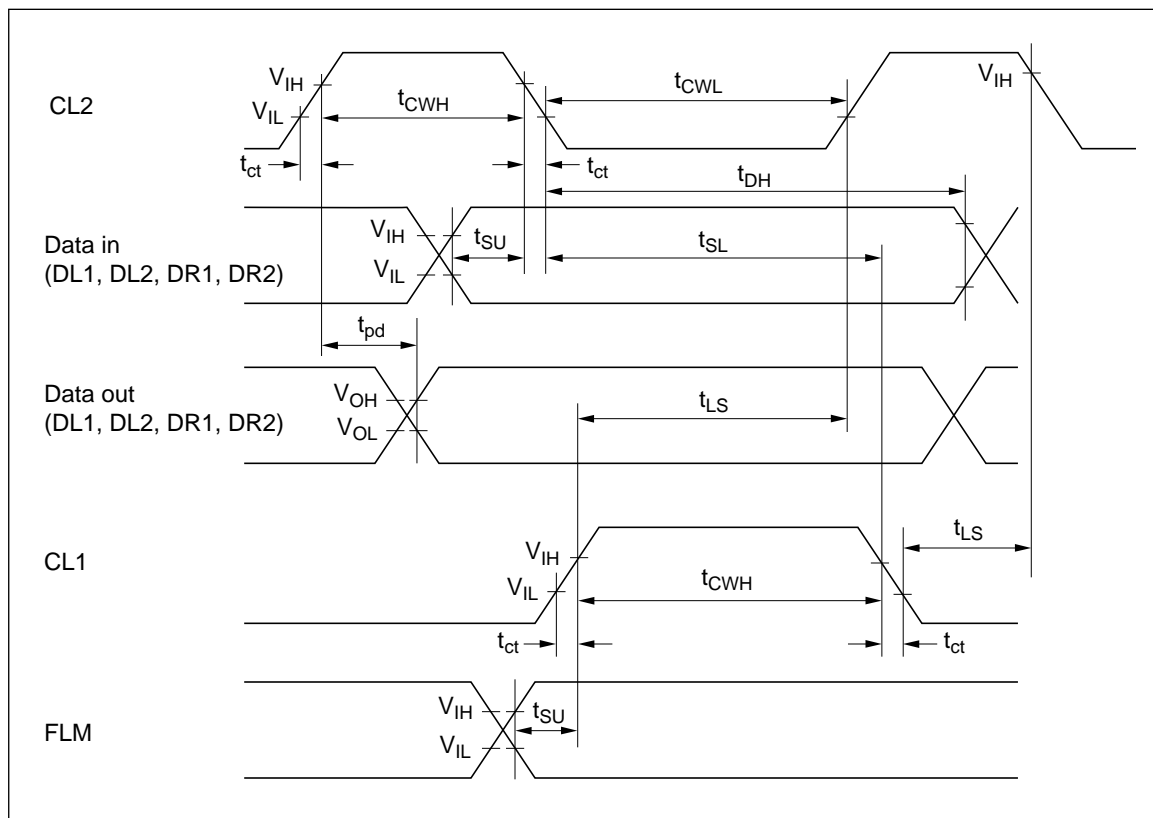 CL2
V_IH
V_IL
t_CWH
t_CWL
V_IH
t_ct
t_ct
t_DH
Data in
(DL1, DL2, DR1, DR2)
V_IH
V_IL
t_SU
t_SL
t_pd
Data out
(DL1, DL2, DR1, DR2)
V_OH
V_OL
t_LS
CL1
V_IH
V_IL
t_CWH
t_LS
t_ct
t_ct
FLM
V_IH
V_IL
t_SU